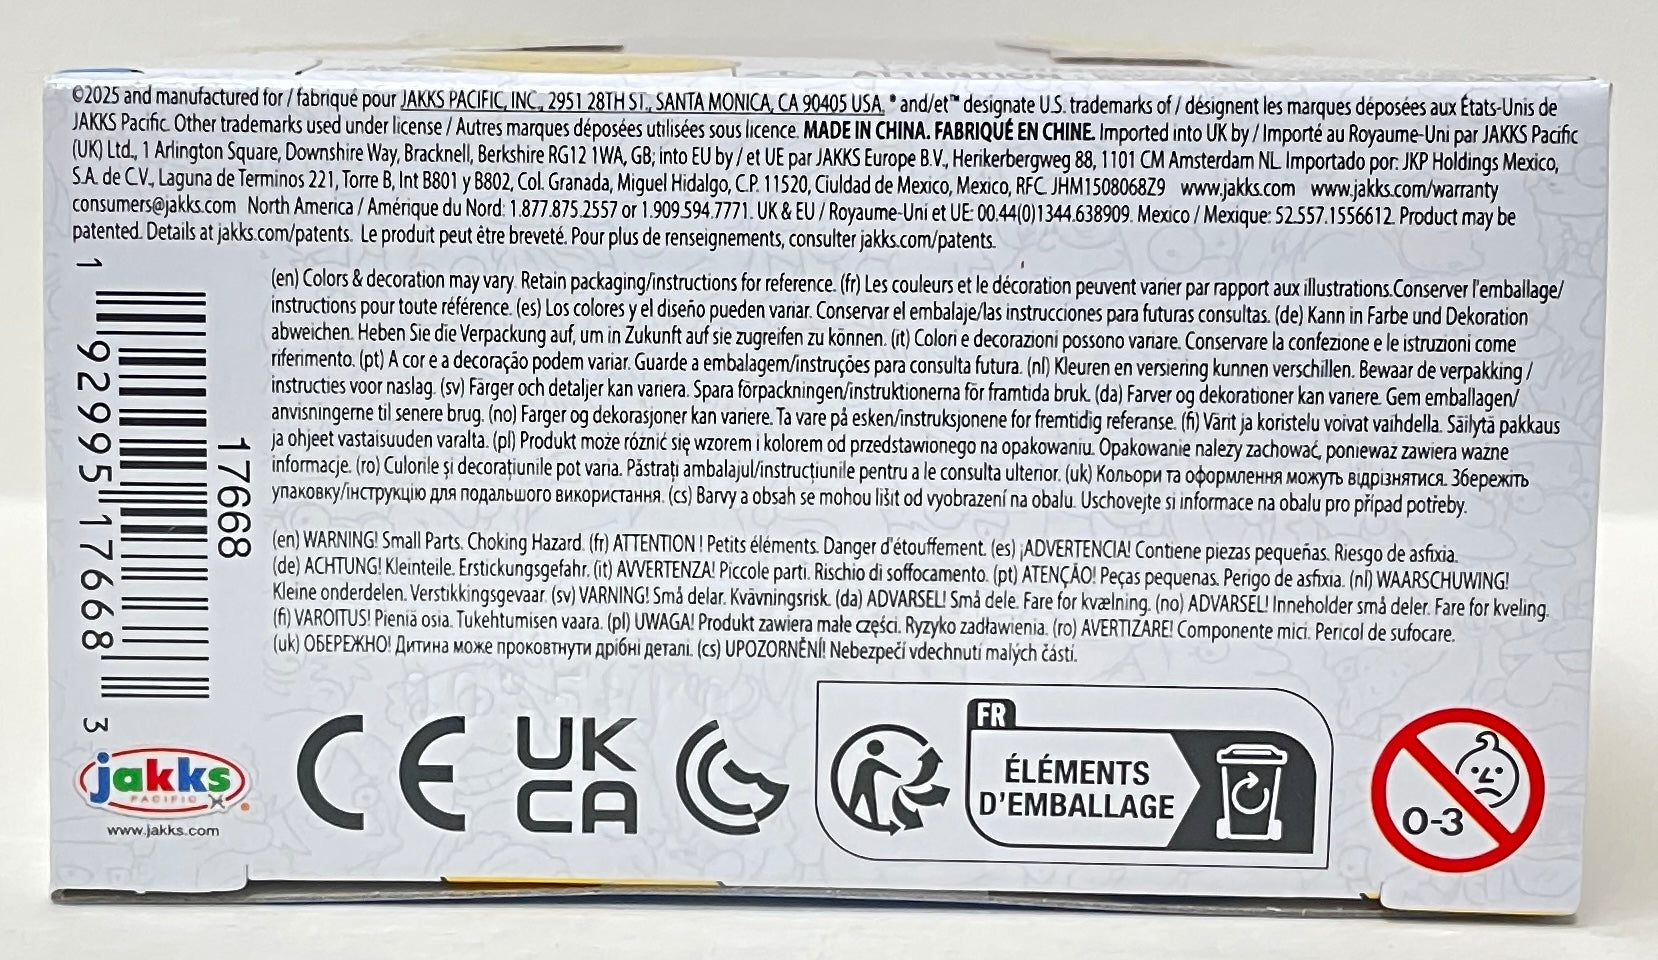 ©2025 and manufactured for / fabriqué pour JAKKS PACIFIC, INC., 2951 28TH ST., SANTA MONICA, CA 90405 USA. ® and/et™ designate U.S. trademarks of / désignent les marques déposées aux États-Unis de
JAKKS Pacific. Other trademarks used under license / Autres marques déposées utilisées sous licence. MADE IN CHINA. FABRIQUÉ EN CHINE. Imported into UK by / Importé au Royaume-Uni par JAKKS Pacific
(UK) Ltd., 1 Arlington Square, Downshire Way, Bracknell, Berkshire RG12 1WA, GB; into EU by / et UE par JAKKS Europe B.V., Herikerbergweg 88, 1101 CM Amsterdam NL. Importado por: JKP Holdings Mexico,
S.A. de C.V., Laguna de Terminos 221, Torre B, Int B801 y B802, Col. Granada, Miguel Hidalgo, C.P. 11520, Ciuldad de Mexico, Mexico, RFC JHM1508068Z9 www.jakks.com www.jakks.com/warranty
consumers@jakks.com North America / Amérique du Nord: 1.877.875.2557 or 1.909.594.7771. UK & EU / Royaume-Uni et UE: 00.44(0)1344.638909. Mexico / Mexique: 52.557.1556612. Product may be
patented. Details at jakks.com/patents. Le produit peut être breveté. Pour plus de renseignements, consulter jakks.com/patents.
(en) Colors & decoration may vary. Retain packaging/instructions for reference. (fr) Les couleurs et le décoration peuvent varier par rapport aux illustrations.Conserver l'emballage/
instructions pour toute référence. (es) Los colores y el diseño pueden variar. Conservar el embalaje/las instrucciones para futuras consultas. (de) Kann in Farbe und Dekoration
abweichen. Heben Sie die Verpackung auf, um in Zukunft auf sie zugreifen zu können. (it) Colori e decorazioni possono variare. Conservare la confezione e le istruzioni come
riferimento. (pt) A cor e a decoração podem variar. Guarde a embalagem/instruções para consulta futura. (nl) Kleuren en versiering kunnen verschillen. Bewaar de verpakking /
instructies voor naslag. (sv) Färger och detaljer kan variera. Spara förpackningen/instruktionerna för framtida bruk. (da) Farver og dekorationer kan variere. Gem emballagen/
anvisningerne til senere brug. (no) Farger og dekorasjoner kan variere. Ta vare på esken/instruksjonene for fremtidig referanse. (fi) Värit ja koristelu voivat vaihdella. Säilytä pakkaus
ja ohjeet vastaisuuden varalta. (pl) Produkt może różnić się wzorem i kolorem od przedstawionego na opakowaniu. Opakowanie nalezy zachować, ponieważ zawiera wazne
informacje. (ro) Culorile și decorațiunile pot varia. Păstrați ambalajul/instrucțiunile pentru a le consulta ulterior. (uk) Кольори та оформлення можуть відрізнятися. Збережіть
упаковку/інструкцію для подальшого використання. (cs) Barvy a obsah se mohou lišit od vyobrazení na obalu. Uschovejte si informace na obalu pro případ potřeby.
(en) WARNING! Small Parts. Choking Hazard. (fr) ATTENTION ! Petits éléments. Danger d'étouffement. (es) ¡ADVERTENCIA! Contiene piezas pequeñas. Riesgo de asfixia.
(de) ACHTUNG! Kleinteile. Erstickungsgefahr. (it) AVVERTENZA! Piccole parti. Rischio di soffocamento. (pt) ATENÇÃO! Peças pequenas. Perigo de asfixia. (nl) WAARSCHUWING!
Kleine onderdelen. Verstikkingsgevaar. (sv) VARNING! Små delar. Kvävningsrisk. (da) ADVARSEL! Små dele. Fare for kvælning. (no) ADVARSEL! Inneholder små deler. Fare for kveling.
(fi) VAROITUS! Pieniä osia. Tukehtumisen vaara. (pl) UWAGA! Produkt zawiera małe części. Ryzyko zadławienia. (ro) AVERTIZARE! Componente mici. Pericol de sufocare.
(uk) ОБЕРЕЖНО! Дитина може проковтнути дрібні деталі. (cs) UPOZORNĚNÍ! Nebezpečí vdechnutí malých částí.
1 92995 17668 3
17668
jakks
PACIFIC
www.jakks.com
CE
UK
CA
FR
ÉLÉMENTS
D'EMBALLAGE
0-3